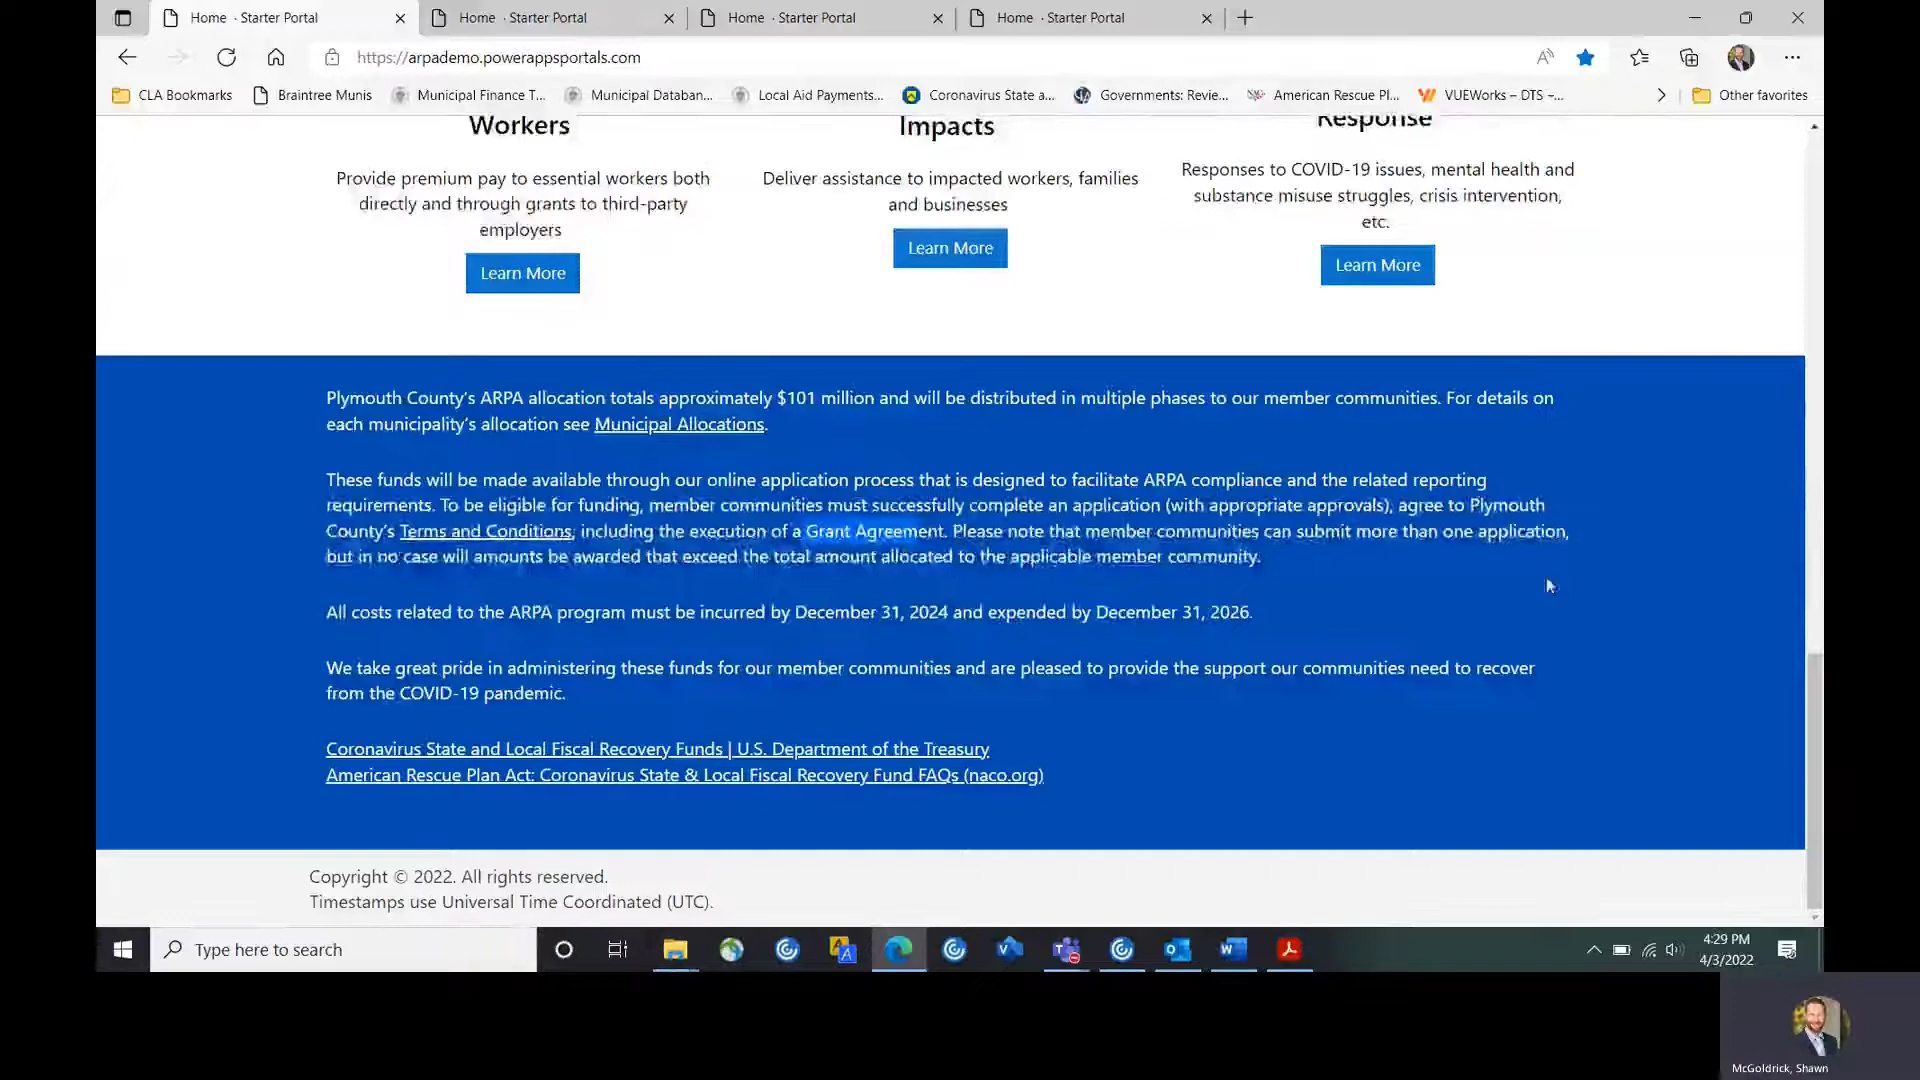 Home · Starter Portal
Home · Starter Portal
Home · Starter Portal
Home · Starter Portal
https://arpademo.powerappsportals.com
CLA Bookmarks
Braintree Munis
Municipal Finance T...
Municipal Databan...
Local Aid Payments...
Coronavirus State a...
Governments: Revie...
American Rescue Pl...
VUEWorks – DTS –...
Other favorites
Workers
Impacts
Response
Provide premium pay to essential workers both
directly and through grants to third-party
employers
Learn More
Deliver assistance to impacted workers, families
and businesses
Learn More
Responses to COVID-19 issues, mental health and
substance misuse struggles, crisis intervention,
etc.
Learn More
Plymouth County's ARPA allocation totals approximately $101 million and will be distributed in multiple phases to our member communities. For details on
each municipality's allocation see Municipal Allocations.
These funds will be made available through our online application process that is designed to facilitate ARPA compliance and the related reporting
requirements. To be eligible for funding, member communities must successfully complete an application (with appropriate approvals), agree to Plymouth
County's Terms and Conditions, including the execution of a Grant Agreement. Please note that member communities can submit more than one application,
but in no case will amounts be awarded that exceed the total amount allocated to the applicable member community.
All costs related to the ARPA program must be incurred by December 31, 2024 and expended by December 31, 2026.
We take great pride in administering these funds for our member communities and are pleased to provide the support our communities need to recover
from the COVID-19 pandemic.
Coronavirus State and Local Fiscal Recovery Funds | U.S. Department of the Treasury
American Rescue Plan Act: Coronavirus State & Local Fiscal Recovery Fund FAQs (naco.org)
Copyright © 2022. All rights reserved.
Timestamps use Universal Time Coordinated (UTC).
Type here to search
4:29 PM
4/3/2022
McGoldrick, Shawn